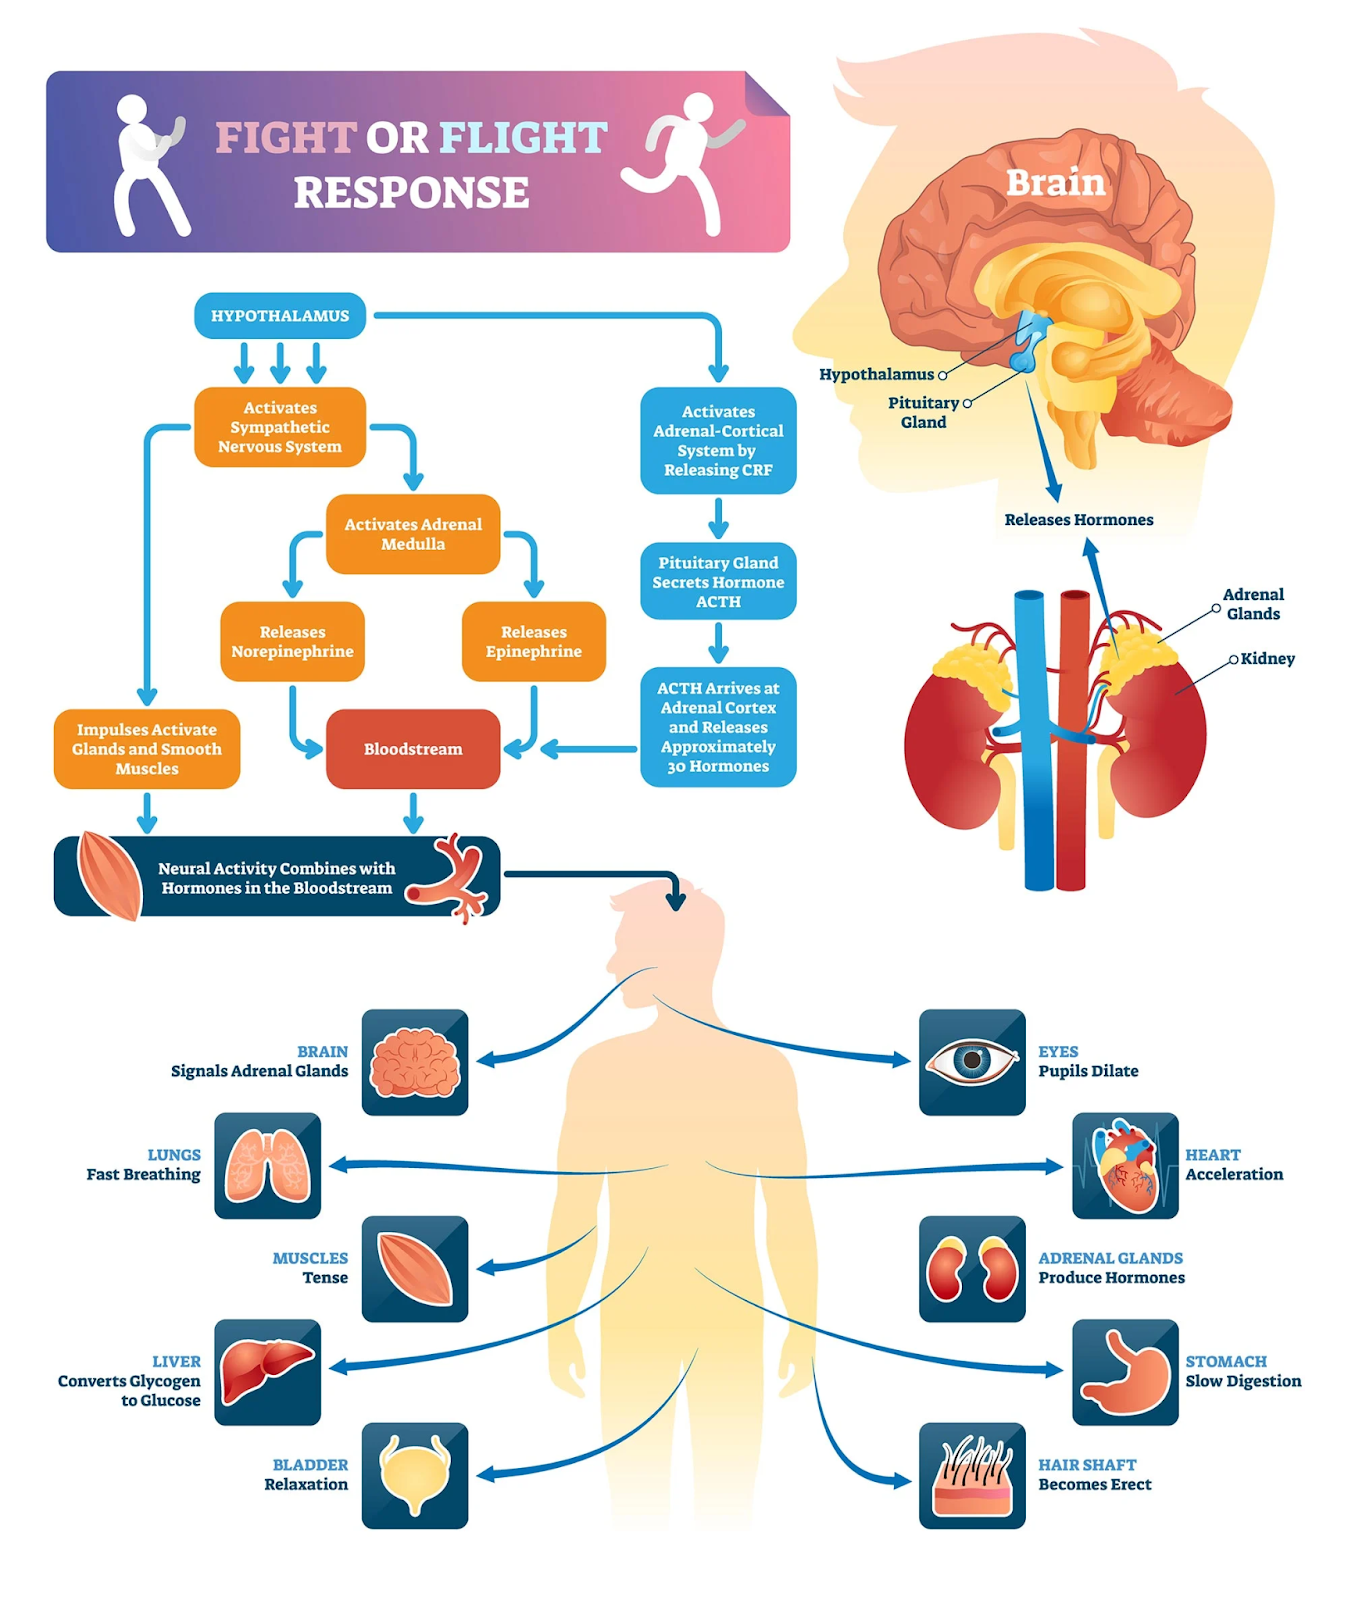 FIGHT OR FLIGHT
RESPONSE
Brain
Hypothalamus
Pituitary
Gland
Releases Hormones
Adrenal
Glands
Kidney
HYPOTHALAMUS
Activates
Sympathetic
Nervous System
Activates
Adrenal-Cortical
System by
Releasing CRF
Activates Adrenal
Medulla
Pituitary Gland
Secrets Hormone
ACTH
Releases
Norepinephrine
Releases
Epinephrine
ACTH Arrives at
Adrenal Cortex
and Releases
Approximately
30 Hormones
Impulses Activate
Glands and Smooth
Muscles
Bloodstream
Neural Activity Combines with
Hormones in the Bloodstream
BRAIN
Signals Adrenal Glands
EYES
Pupils Dilate
LUNGS
Fast Breathing
HEART
Acceleration
MUSCLES
Tense
ADRENAL GLANDS
Produce Hormones
LIVER
Converts Glycogen
to Glucose
STOMACH
Slow Digestion
BLADDER
Relaxation
HAIR SHAFT
Becomes Erect